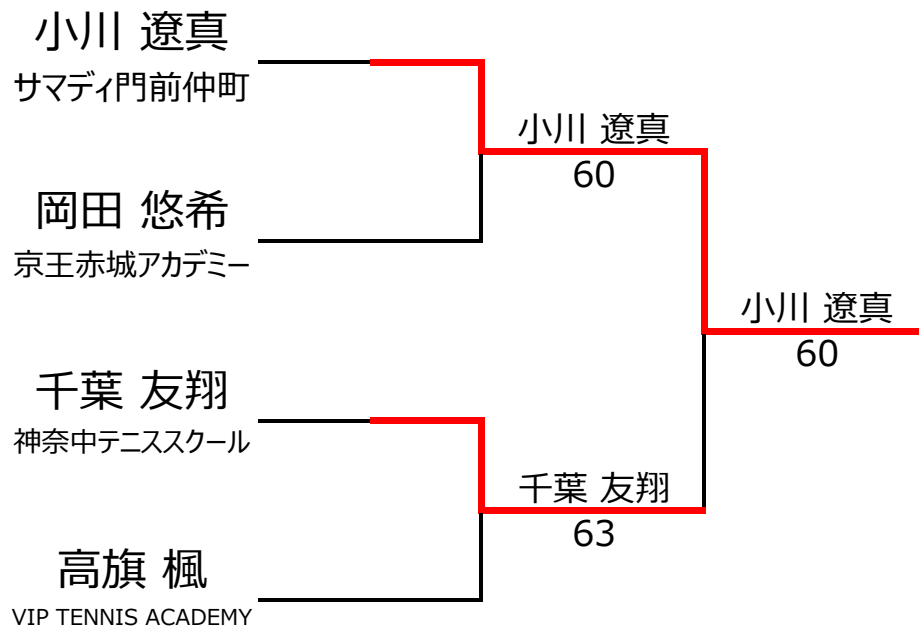 小川 遼真
サマディ門前仲町
岡田 悠希
京王赤城アカデミー
千葉 友翔
神奈中テニススクール
高旗 楓
VIP TENNIS ACADEMY
小川 遼真
60
千葉 友翔
63
小川 遼真
60